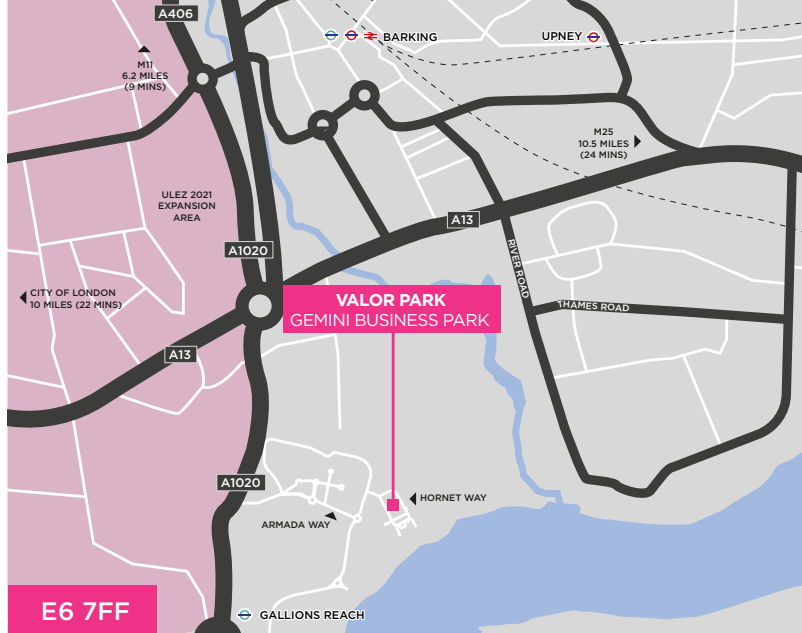 A406
BARKING
UPNEY
M11
6.2 MILES
(9 MINS)
M25
10.5 MILES
(24 MINS)
ULEZ 2021
EXPANSION
AREA
A13
A1020
RIVER ROAD
CITY OF LONDON
10 MILES (22 MINS)
VALOR PARK
GEMINI BUSINESS PARK
THAMES ROAD
A13
A1020
HORNET WAY
ARMADA WAY
E6 7FF
GALLIONS REACH